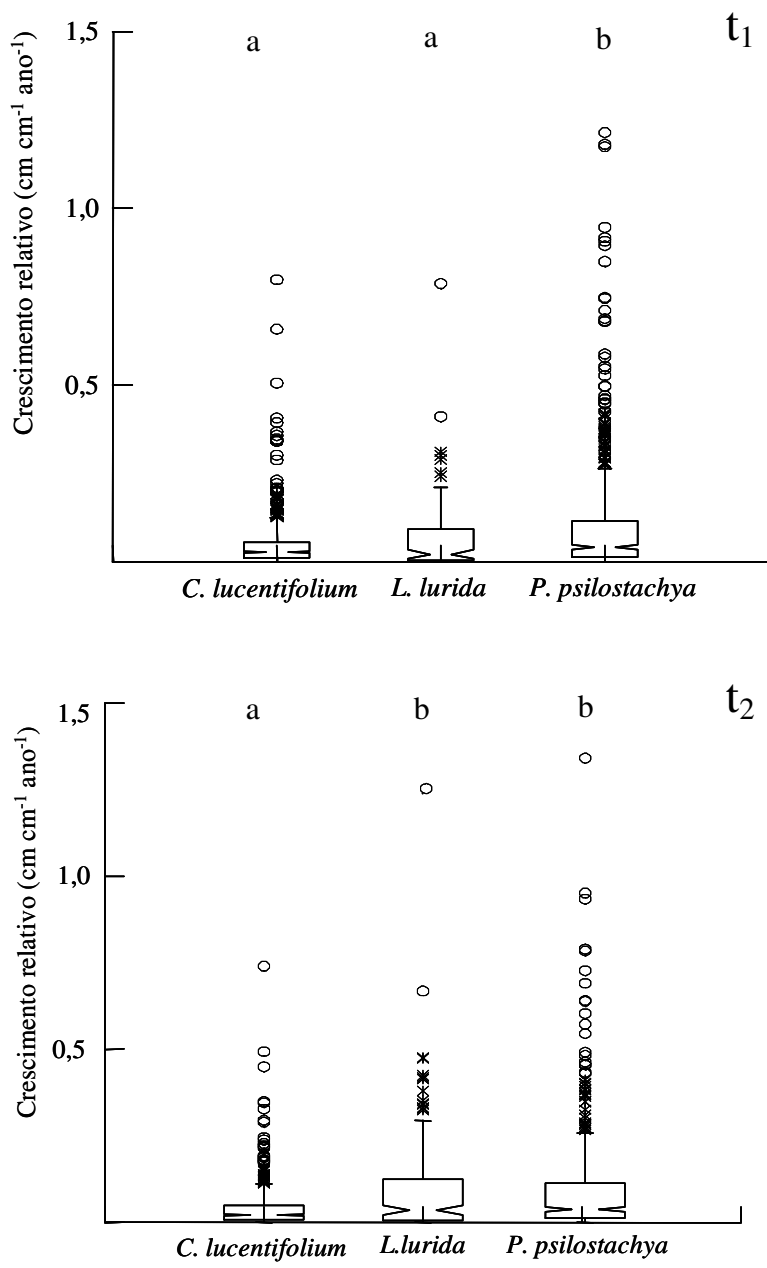 1,5
a a b t1
Crescimento relativo (cm cm-1 ano-1)
1,0
0,5
C. lucentifolium L. lurida P. psilostachya
1,5
a b b t2
Crescimento relativo (cm cm-1 ano-1)
1,0
0,5
C. lucentifolium L.lurida P. psilostachya